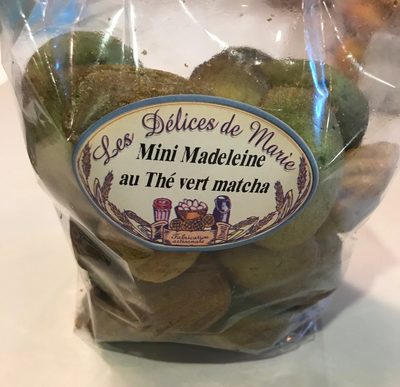 Les Délices de Marie
Mini Madeleine
au Thé vert matcha
Fabrication
artisanale